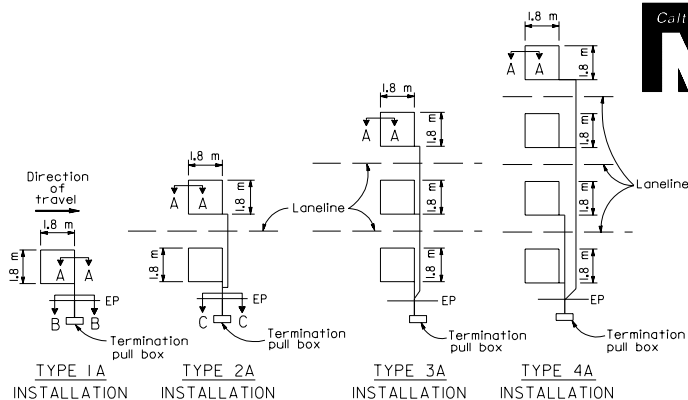 Calt
M
1.8 m
A A
1.8 m
1.8 m
A A
1.8 m
1.8 m
1.8 m
Direction
of
travel
1.8 m
A A
1.8 m
Laneline
Laneline
1.8 m
1.8 m
1.8 m
A A
1.8 m
1.8 m
1.8 m
1.8 m
EP
EP
EP
EP
B B
C C
Termination
pull box
Termination
pull box
Termination
pull box
Termination
pull box
TYPE 1A
INSTALLATION
TYPE 2A
INSTALLATION
TYPE 3A
INSTALLATION
TYPE 4A
INSTALLATION